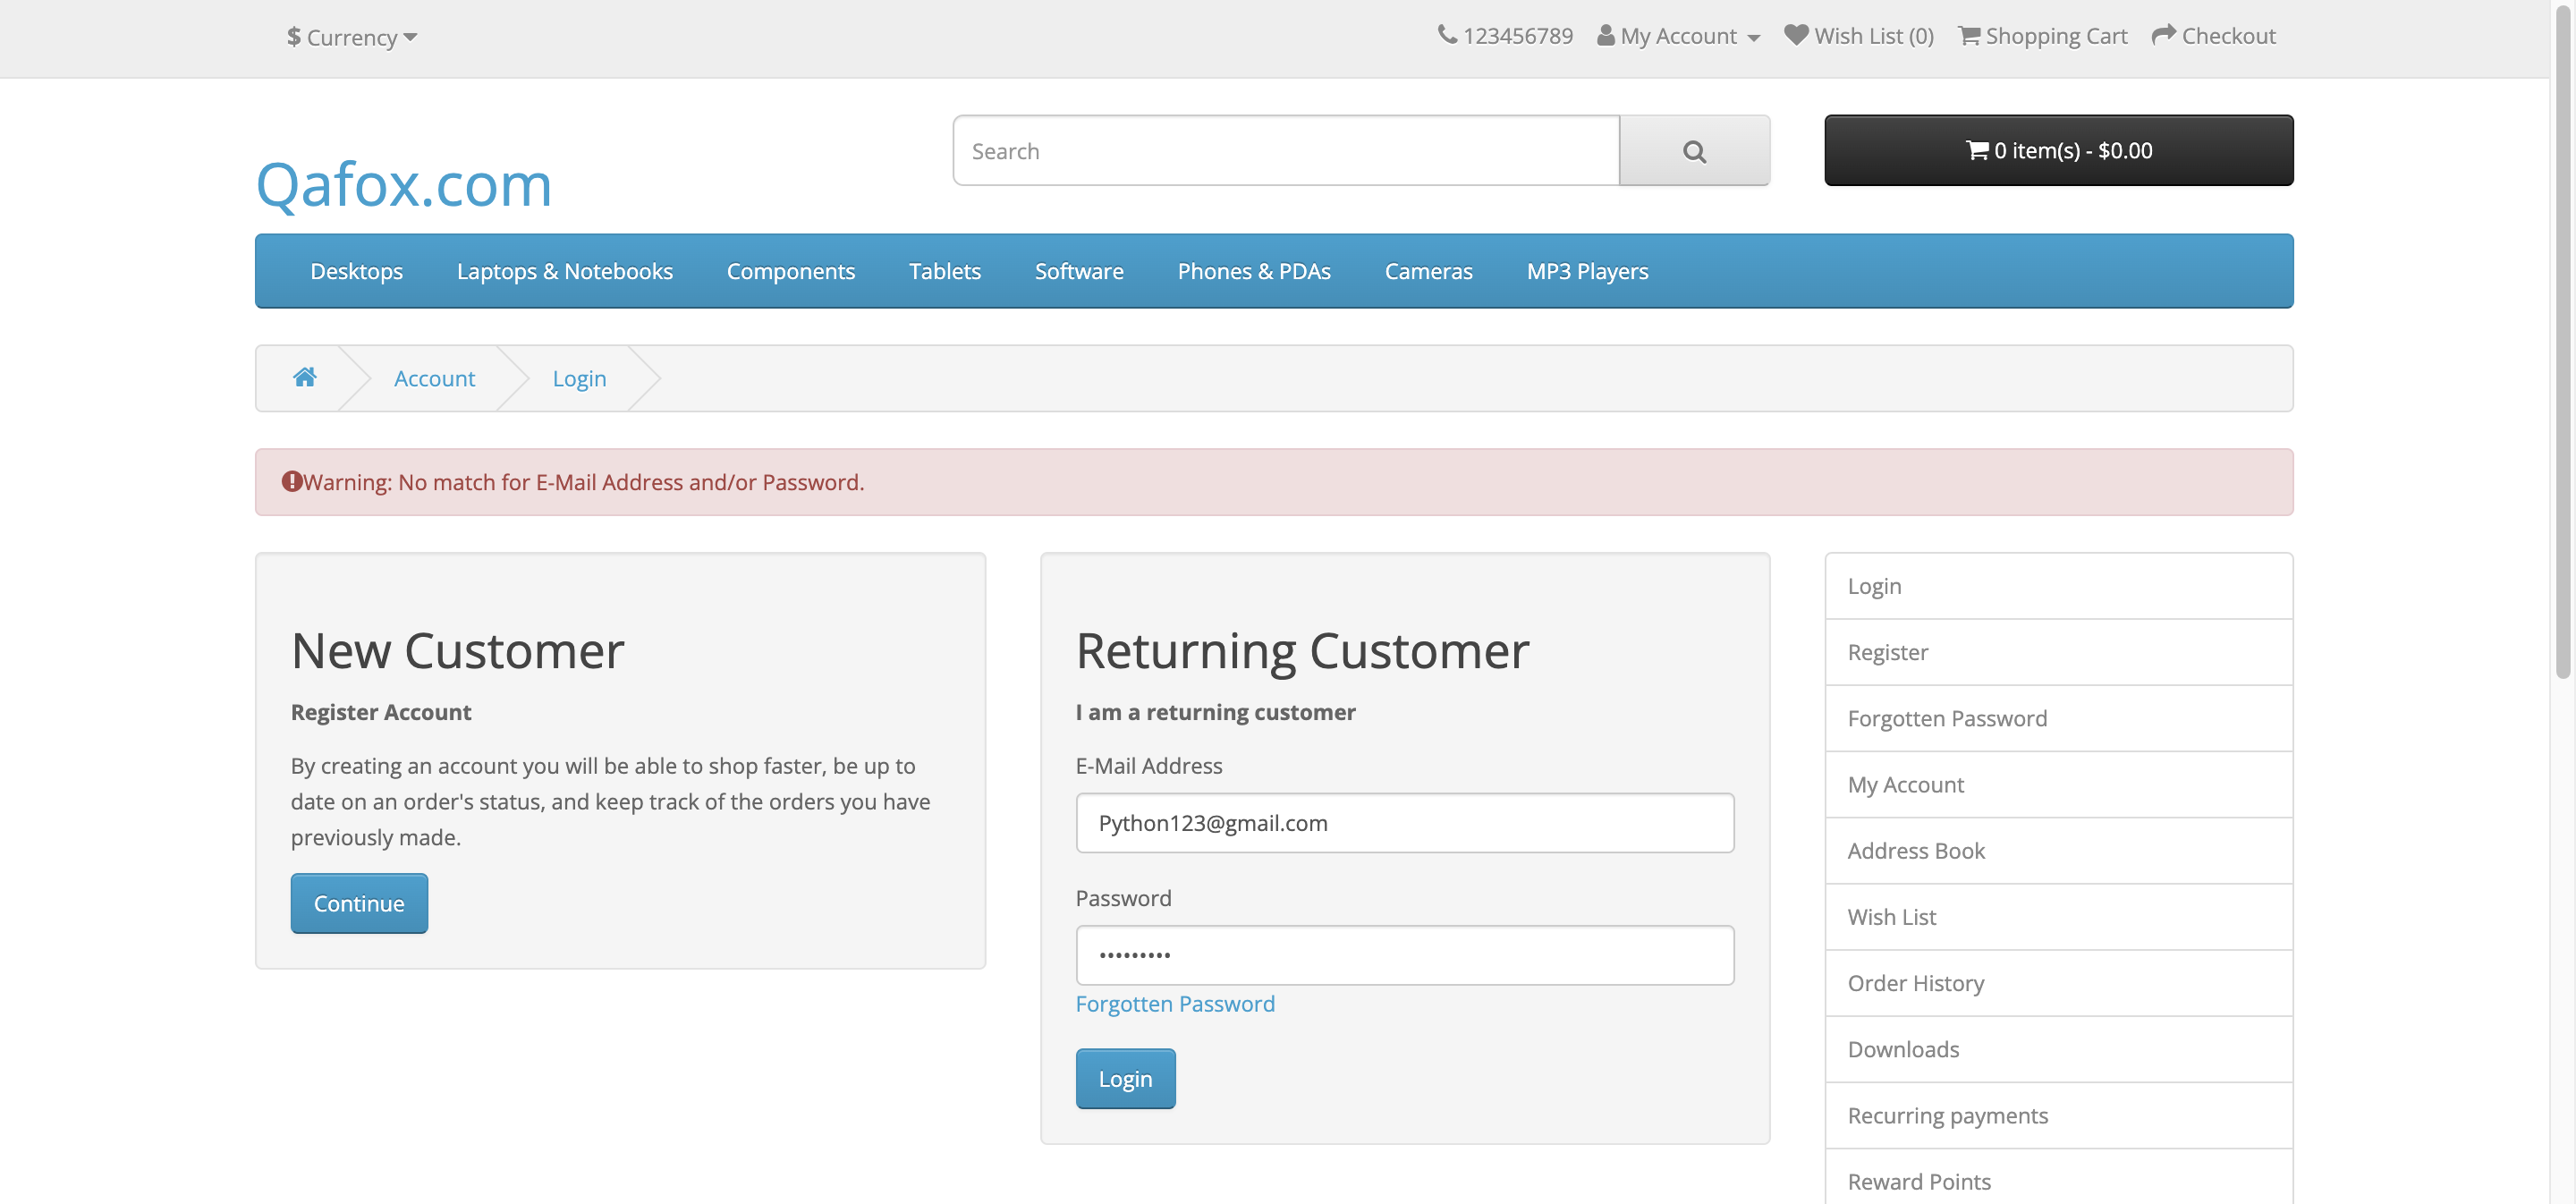 $ Currency
123456789 My Account Wish List (0) Shopping Cart Checkout
Search
0 item(s) - $0.00
Qafox.com
Desktops Laptops & Notebooks Components Tablets Software Phones & PDAs Cameras MP3 Players
Account Login
Warning: No match for E-Mail Address and/or Password.
New Customer
Register Account
By creating an account you will be able to shop faster, be up to
date on an order's status, and keep track of the orders you have
previously made.
Continue
Returning Customer
I am a returning customer
E-Mail Address
Python123@gmail.com
Password
•••••••••
Forgotten Password
Login
Login
Register
Forgotten Password
My Account
Address Book
Wish List
Order History
Downloads
Recurring payments
Reward Points